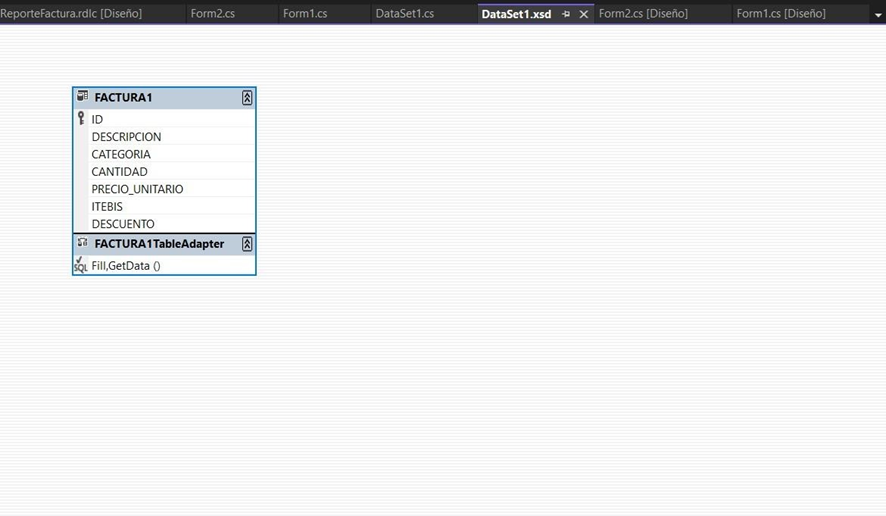 ReporteFactura.rdlc [Diseño] Form2.cs Form1.cs DataSet1.cs DataSet1.xsd Form2.cs [Diseño] Form1.cs [Diseño]
FACTURA1
ID
DESCRIPCION
CATEGORIA
CANTIDAD
PRECIO_UNITARIO
ITEBIS
DESCUENTO
FACTURA1TableAdapter
SQL Fill,GetData ()